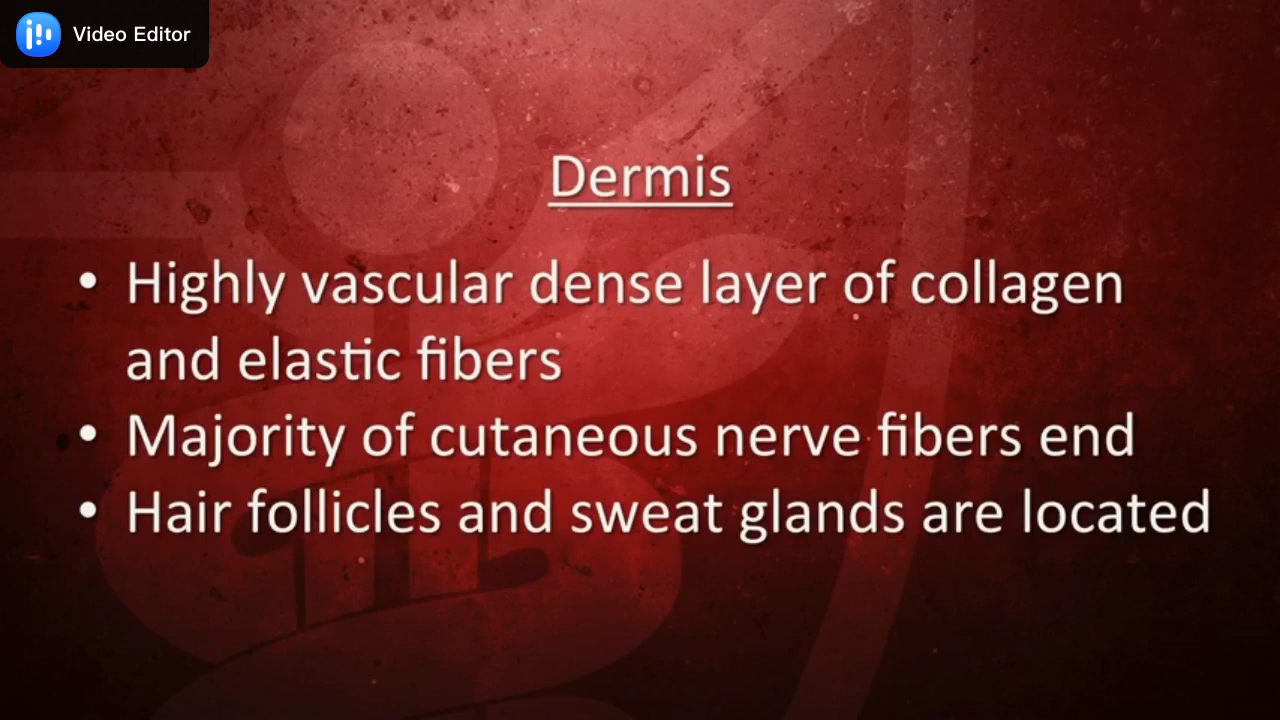 Video Editor
Dermis
• Highly vascular dense layer of collagen
and elastic fibers
• Majority of cutaneous nerve fibers end
• Hair follicles and sweat glands are located